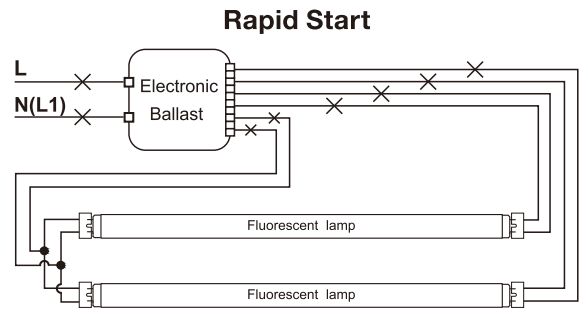 Rapid Start
L
N(L1)
Electronic
Ballast
Fluorescent lamp
Fluorescent lamp